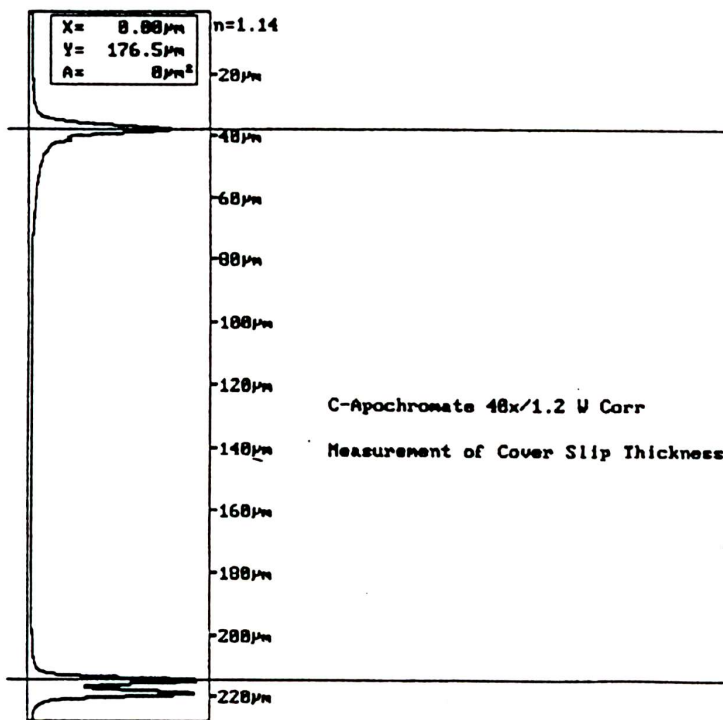 X= 0.00µm
Y= 176.5µm
A= 0µm²
n=1.14
20µm
40µm
60µm
80µm
100µm
120µm
C-Apochromate 40x/1.2 W Corr
140µm
Measurement of Cover Slip Thickness
160µm
180µm
200µm
220µm